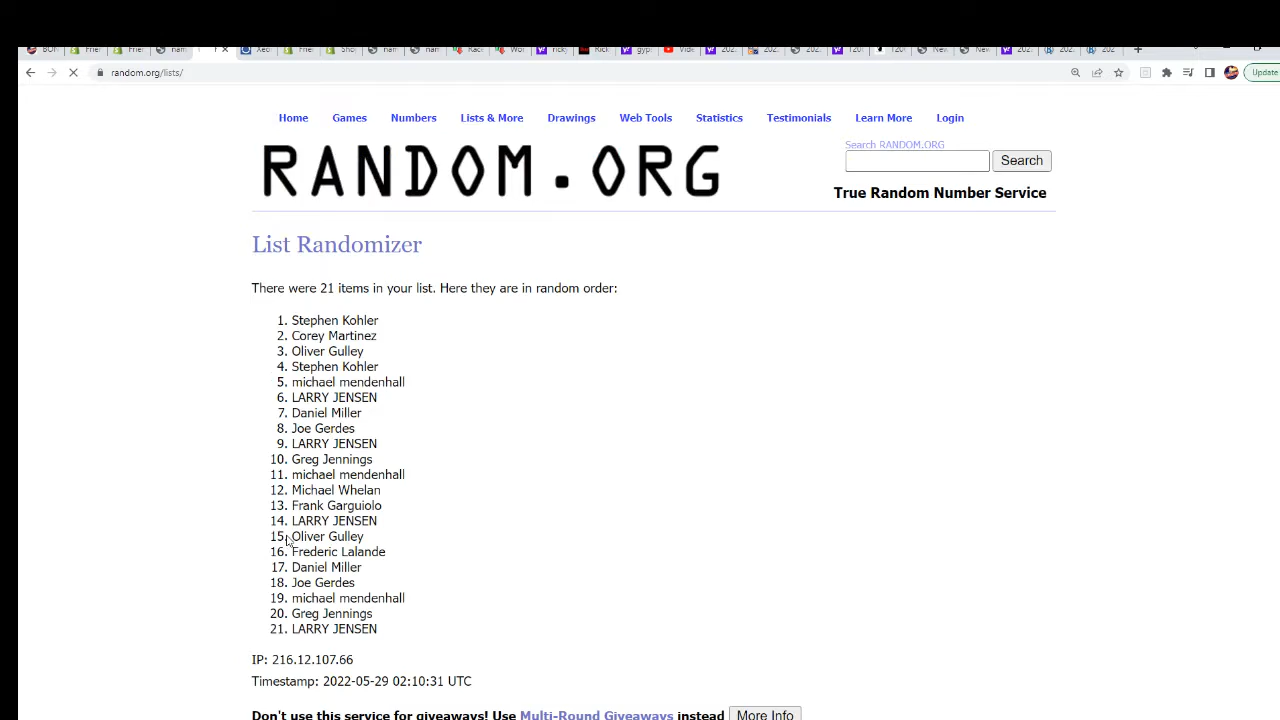 random.org/lists/
Update
Home Games Numbers Lists & More Drawings Web Tools Statistics Testimonials Learn More Login
RANDOM.ORG
Search RANDOM.ORG
Search
True Random Number Service
List Randomizer
There were 21 items in your list. Here they are in random order:
1. Stephen Kohler
2. Corey Martinez
3. Oliver Gulley
4. Stephen Kohler
5. michael mendenhall
6. LARRY JENSEN
7. Daniel Miller
8. Joe Gerdes
9. LARRY JENSEN
10. Greg Jennings
11. michael mendenhall
12. Michael Whelan
13. Frank Garguiolo
14. LARRY JENSEN
15. Oliver Gulley
16. Frederic Lalande
17. Daniel Miller
18. Joe Gerdes
19. michael mendenhall
20. Greg Jennings
21. LARRY JENSEN
IP: 216.12.107.66
Timestamp: 2022-05-29 02:10:31 UTC
Don't use this service for giveaways! Use Multi-Round Giveaways instead More Info